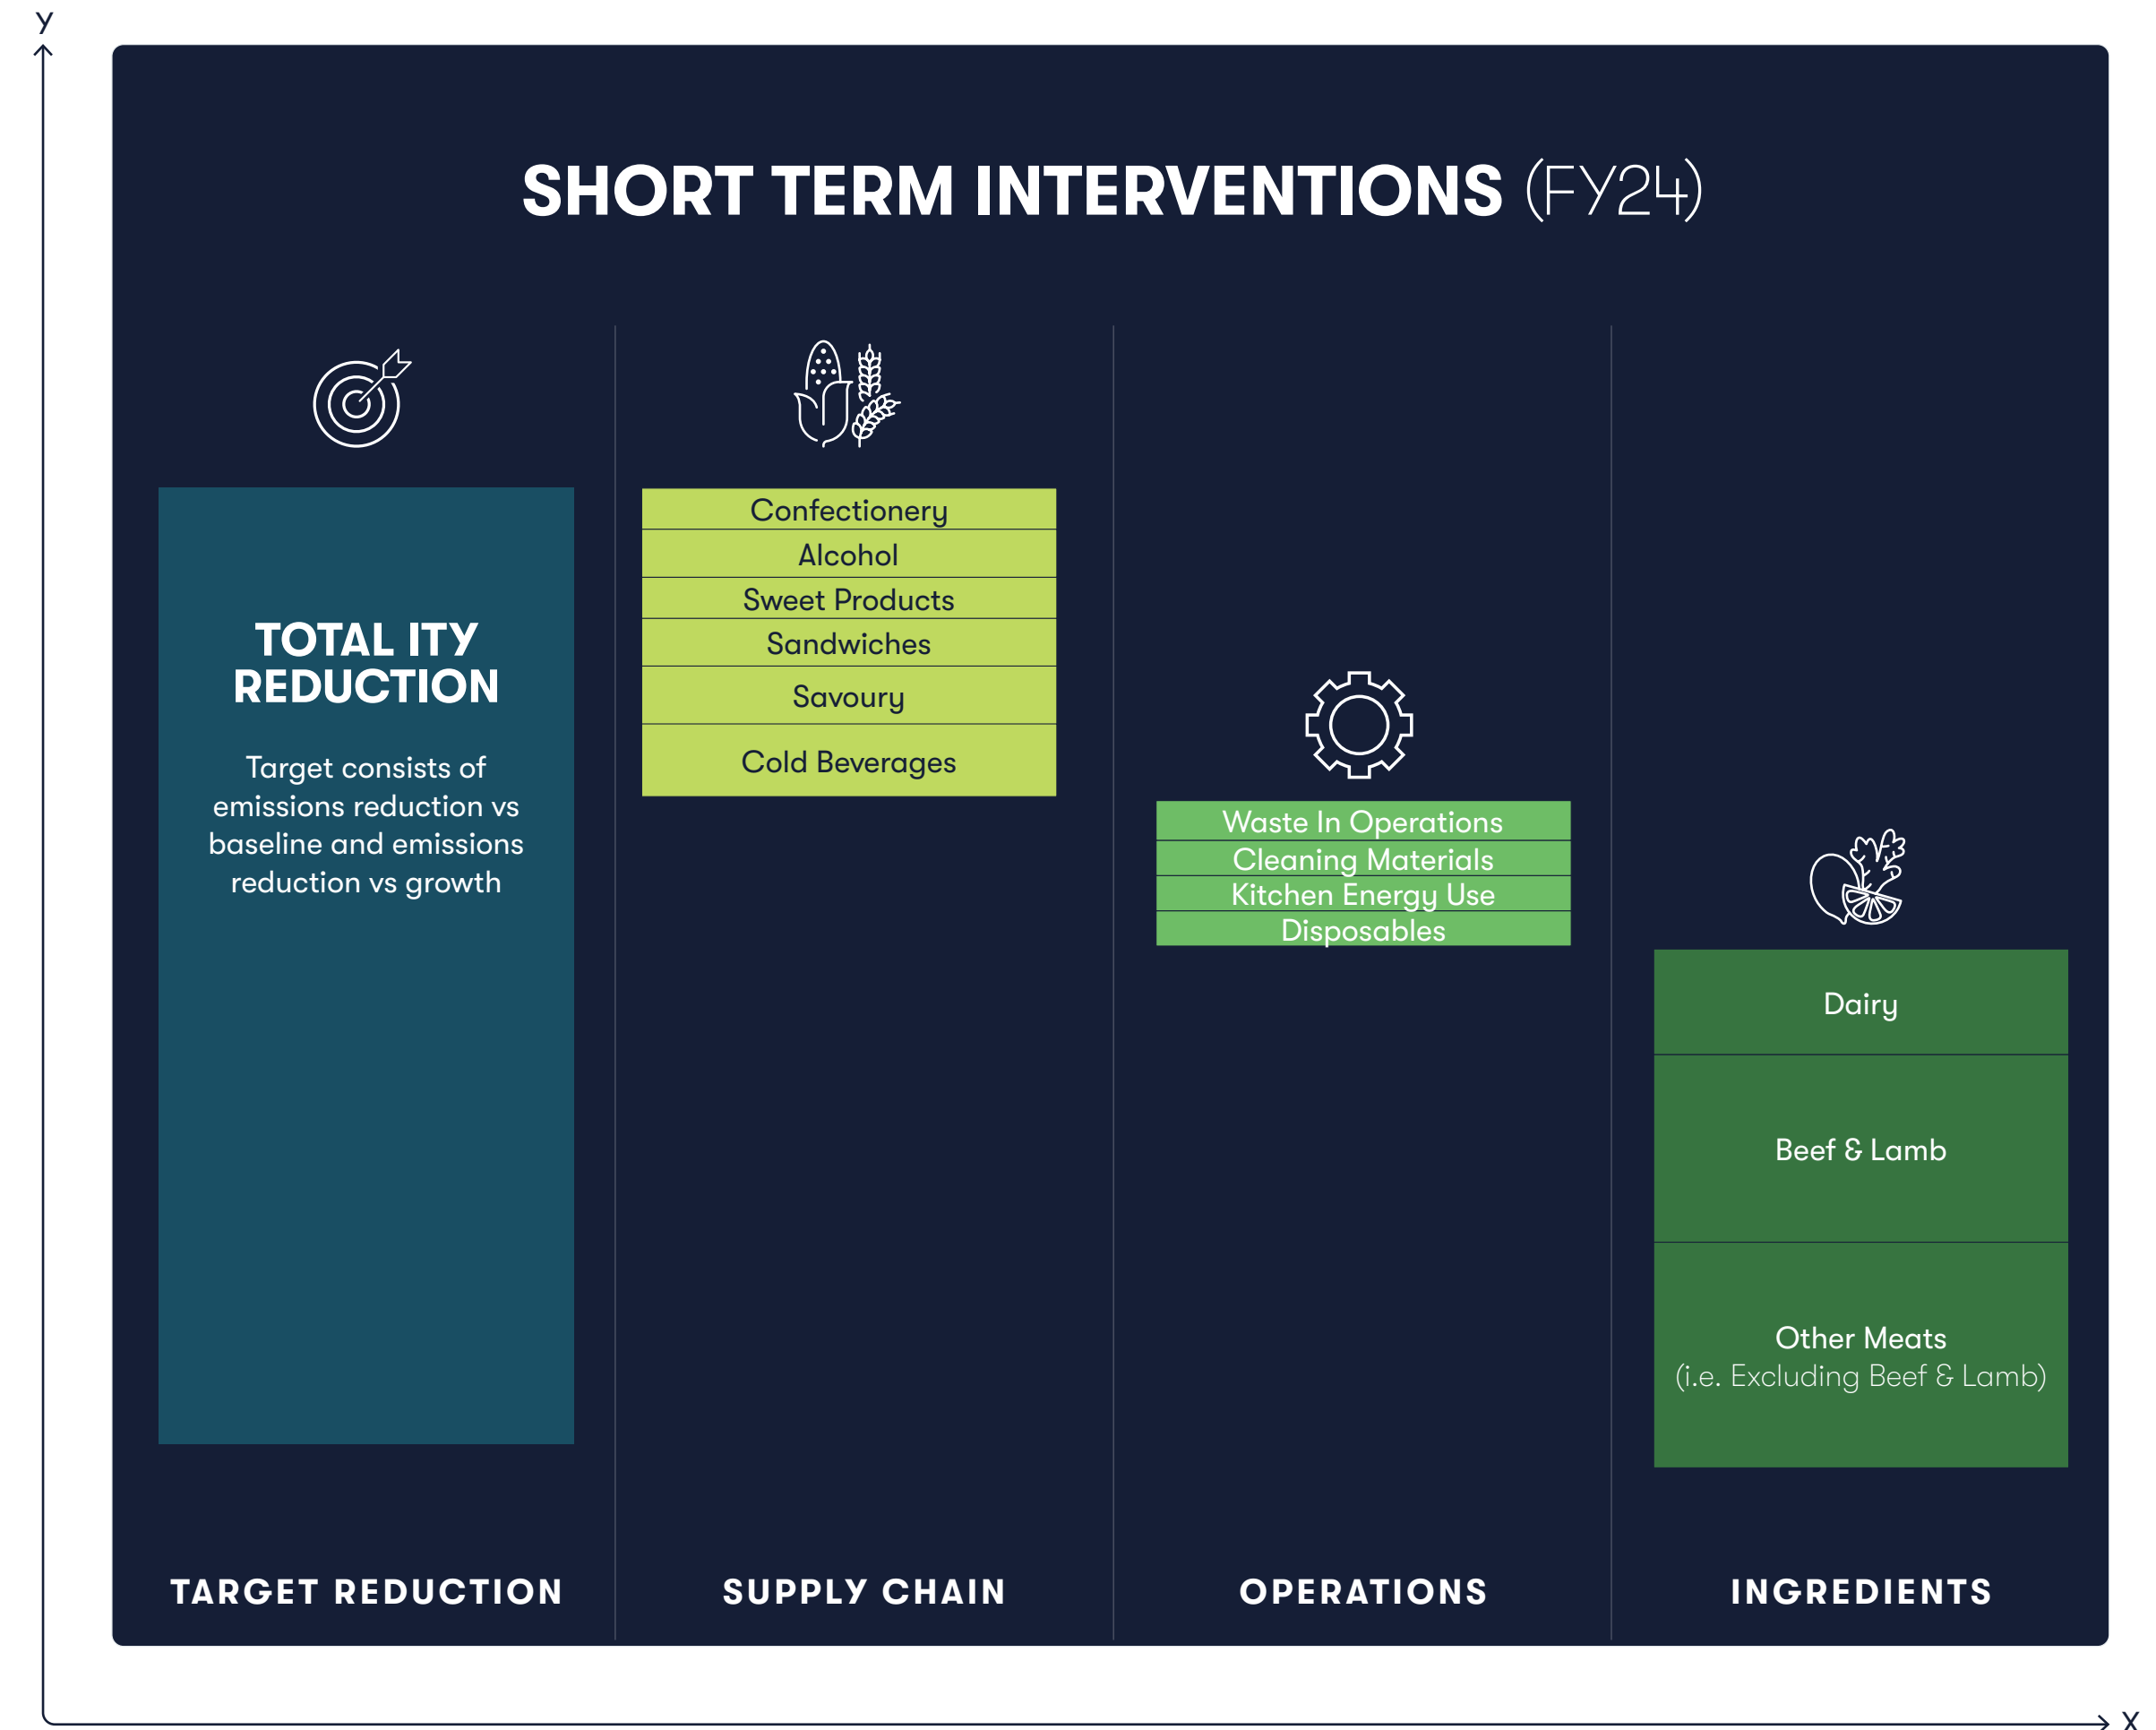 y
SHORT TERM INTERVENTIONS (FY24)
TOTAL ITY
REDUCTION
Target consists of
emissions reduction vs
baseline and emissions
reduction vs growth
TARGET REDUCTION
Confectionery
Alcohol
Sweet Products
Sandwiches
Savoury
Cold Beverages
SUPPLY CHAIN
Waste In Operations
Cleaning Materials
Kitchen Energy Use
Disposables
OPERATIONS
Dairy
Beef & Lamb
Other Meats
(i.e. Excluding Beef & Lamb)
INGREDIENTS
X